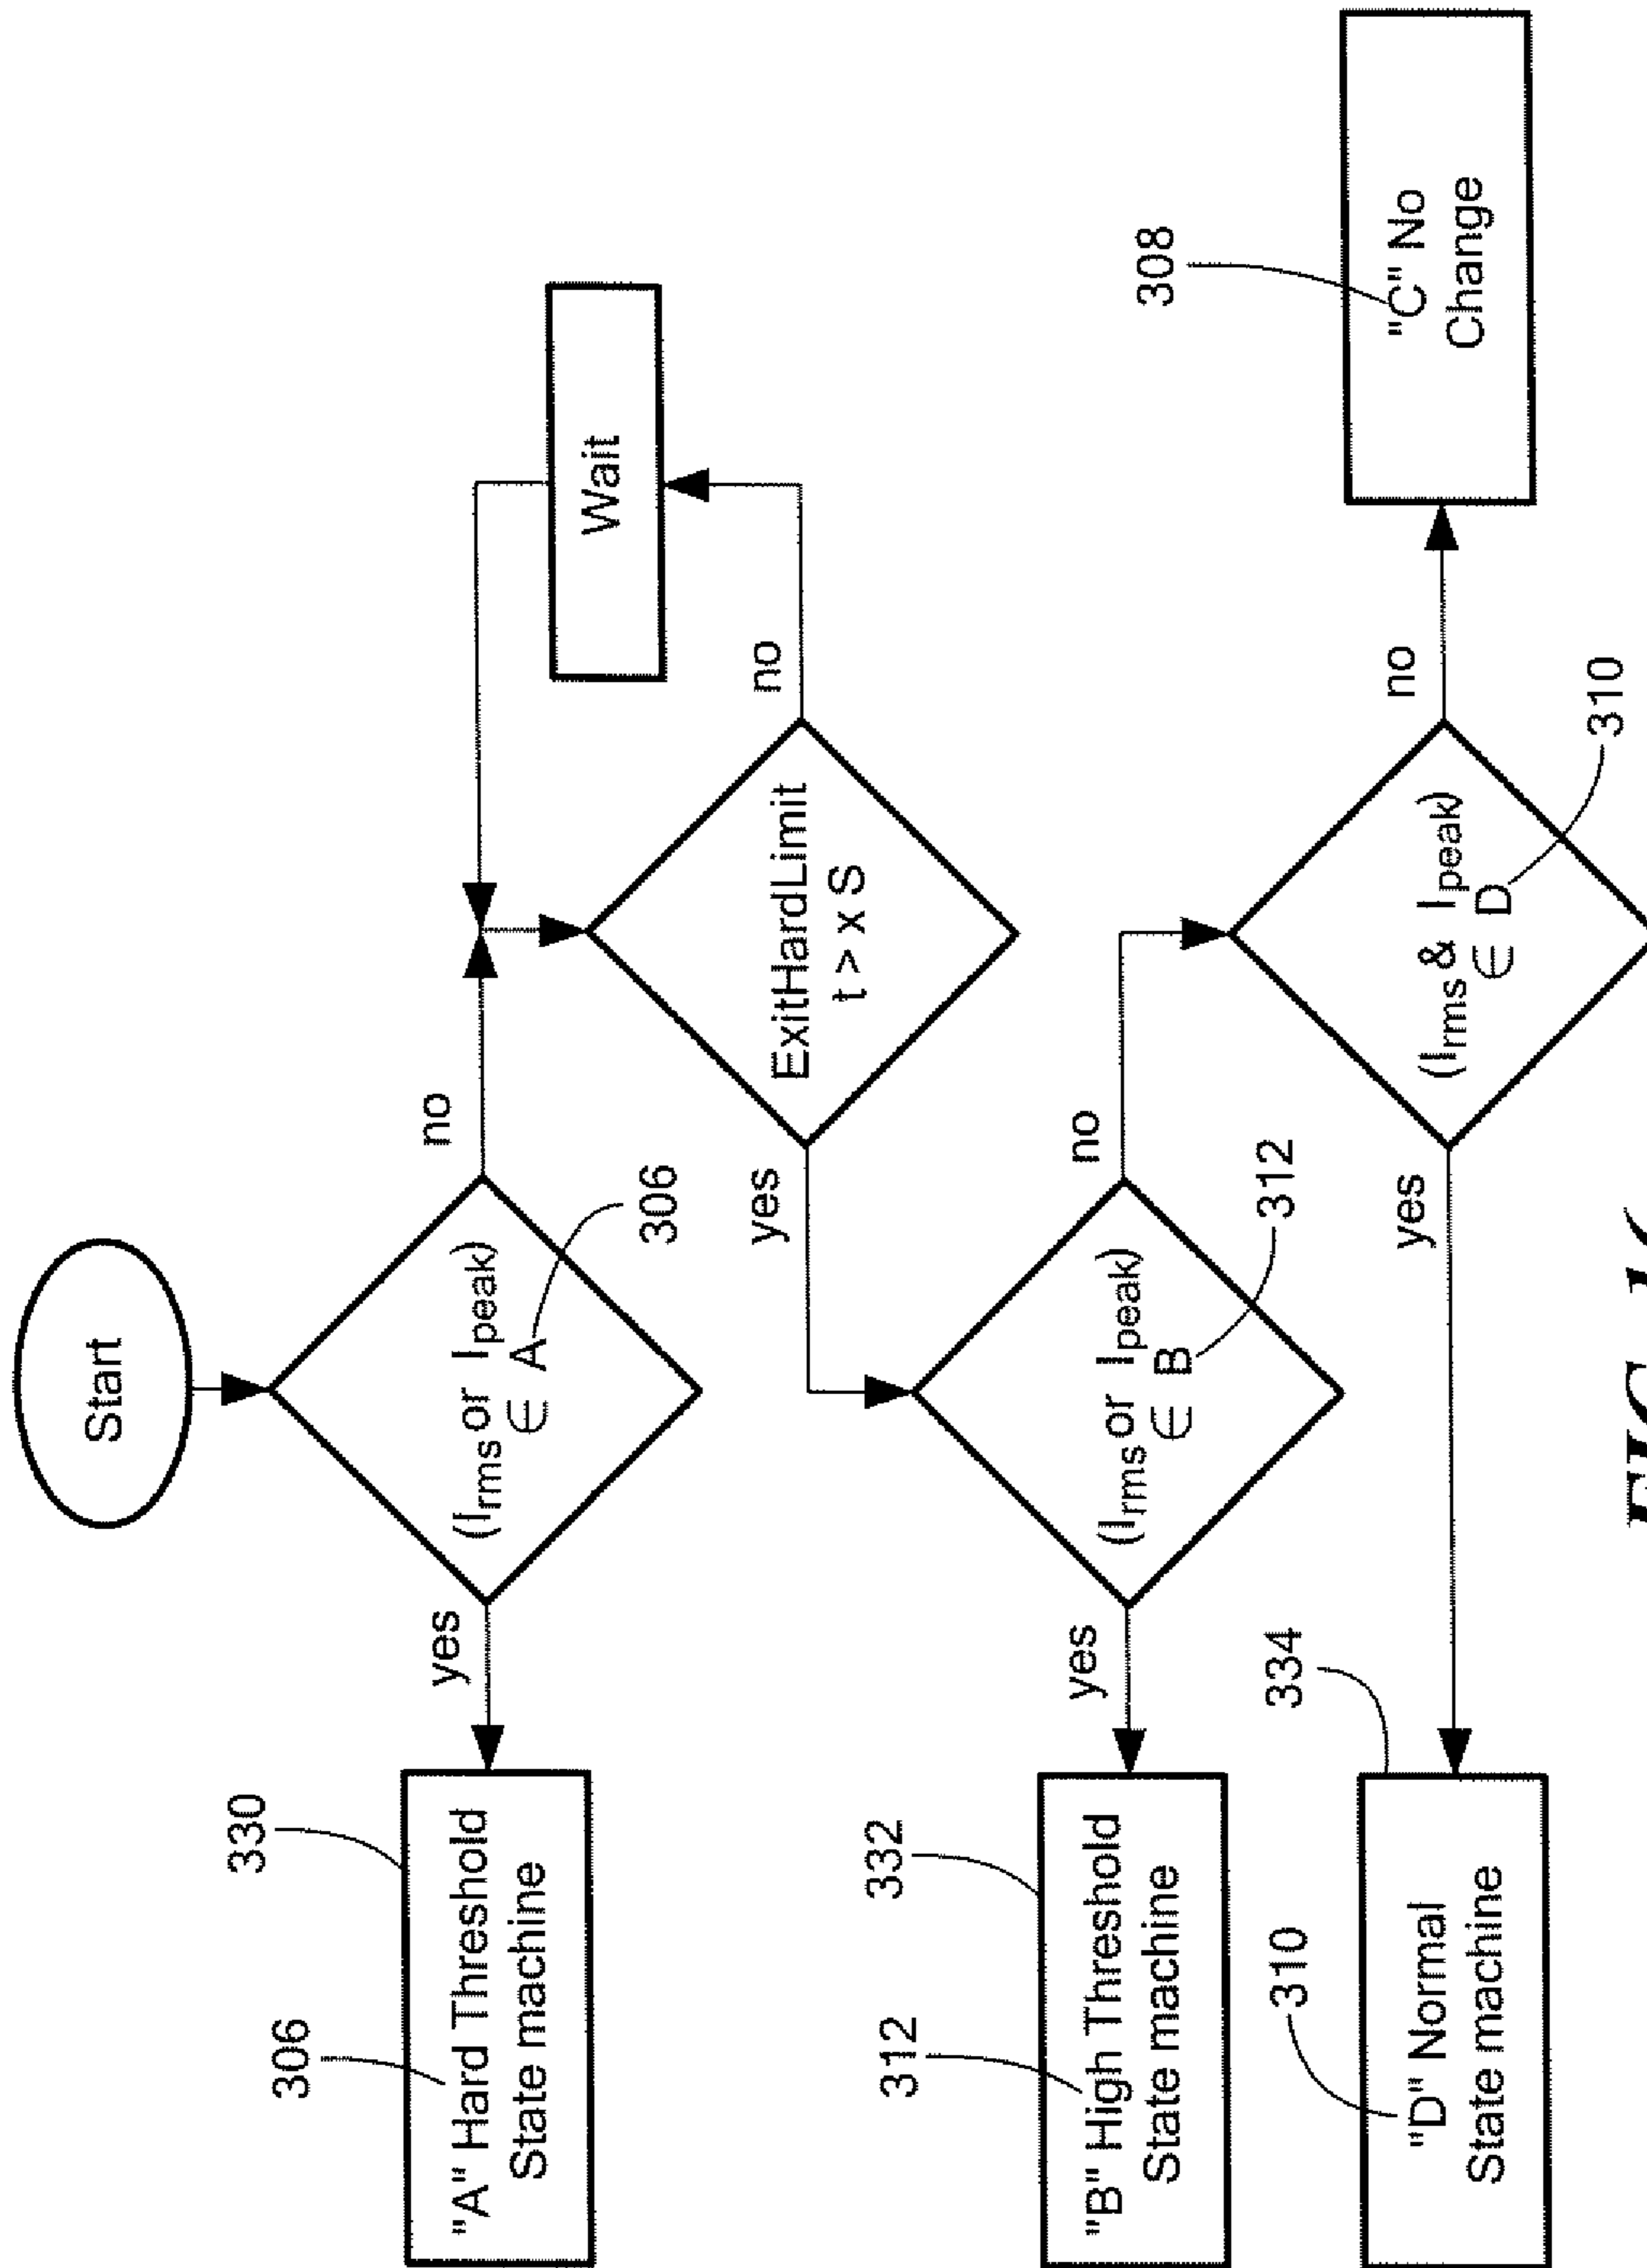 Start
(Irms or Ipeak)
∈ A
306
yes
no
330
306
"A" Hard Threshold
State machine
Wait
ExitHardLimit
t > x S
no
yes
(Irms or Ipeak)
∈ B
312
yes
no
332
312
"B" High Threshold
State machine
(Irms & Ipeak)
∈ D
310
yes
no
334
310
"D" Normal
State machine
308
"C" No
Change